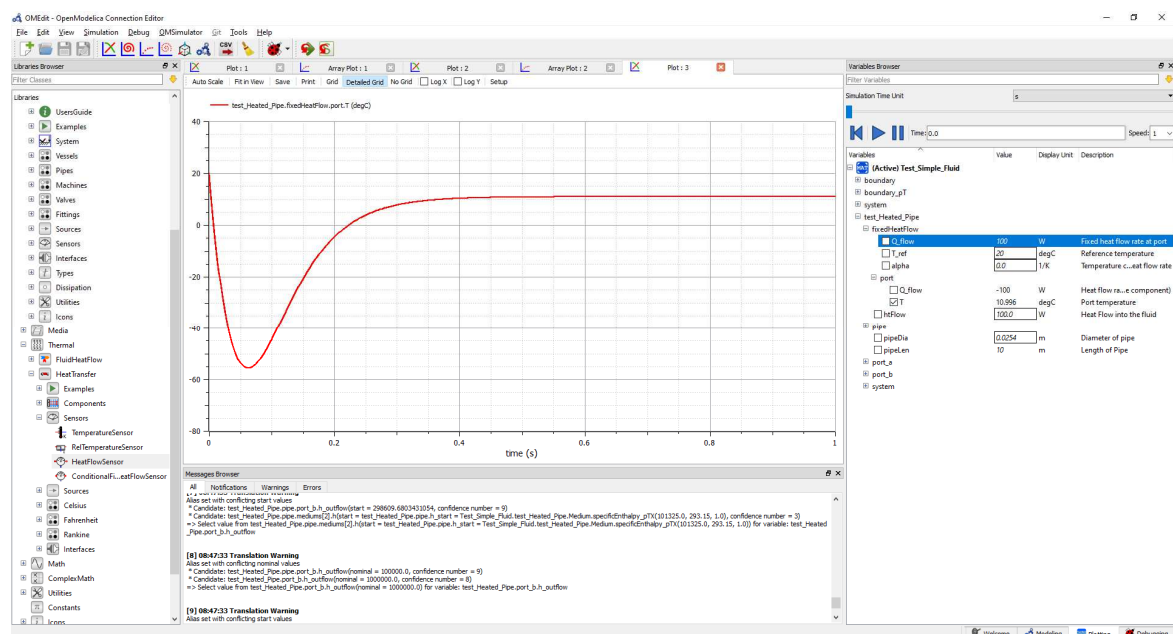 OMEdit - OpenModelica Connection Editor
File Edit View Simulation Debug OMSimulator Git Tools Help
CSV
Libraries Browser
Filter Classes
Libraries
UsersGuide
Examples
System
Vessels
Pipes
Machines
Valves
Fittings
Sources
Sensors
Interfaces
Types
Dissipation
Utilities
Icons
Media
Thermal
FluidHeatFlow
HeatTransfer
Examples
Components
Sensors
TemperatureSensor
RelTemperatureSensor
HeatFlowSensor
ConditionalFi...eatFlowSensor
Sources
Celsius
Fahrenheit
Rankine
Interfaces
Math
ComplexMath
Utilities
Constants
Icons
Plot : 1 Array Plot : 1 Plot : 2 Array Plot : 2 Plot : 3
Auto Scale Fit in View Save Print Grid Detailed Grid No Grid Log X Log Y Setup
test_Heated_Pipe.fixedHeatFlow.port.T (degC)
40
20
0
-20
-40
-60
-80
0 0.2 0.4 0.6 0.8 1
time (s)
Messages Browser
All Notifications Warnings Errors
Alias set with conflicting start values
* Candidate: test_Heated_Pipe.pipe.port_b.h_outflow(start = 298609.6803431054, confidence number = 9)
* Candidate: test_Heated_Pipe.pipe.mediums[2].h(start = test_Heated_Pipe.pipe.h_start = Test_Simple_Fluid.test_Heated_Pipe.Medium.specificEnthalpy_pTX(101325.0, 293.15, 1.0), confidence number = 3)
=> Select value from test_Heated_Pipe.pipe.mediums[2].h(start = test_Heated_Pipe.pipe.h_start = Test_Simple_Fluid.test_Heated_Pipe.Medium.specificEnthalpy_pTX(101325.0, 293.15, 1.0)) for variable: test_Heated
_Pipe.port_b.h_outflow
[8] 08:47:33 Translation Warning
Alias set with conflicting nominal values
* Candidate: test_Heated_Pipe.pipe.port_b.h_outflow(nominal = 100000.0, confidence number = 9)
* Candidate: test_Heated_Pipe.port_b.h_outflow(nominal = 1000000.0, confidence number = 8)
=> Select value from test_Heated_Pipe.port_b.h_outflow(nominal = 1000000.0) for variable: test_Heated_Pipe.port_b.h_outflow
[9] 08:47:33 Translation Warning
Alias set with conflicting start values
Variables Browser
Filter Variables
Simulation Time Unit s
Time: 0.0 Speed: 1
Variables Value Display Unit Description
MAT (Active) Test_Simple_Fluid
boundary
boundary_pT
system
test_Heated_Pipe
fixedHeatFlow
Q_flow 100 W Fixed heat flow rate at port
T_ref 20 degC Reference temperature
alpha 0.0 1/K Temperature c...eat flow rate
port
Q_flow -100 W Heat flow ra...e component)
T 10.996 degC Port temperature
htFlow 100.0 W Heat Flow into the fluid
pipe
pipeDia 0.0254 m Diameter of pipe
pipeLen 10 m Length of Pipe
port_a
port_b
system
Welcome Modeling Plotting Debugging